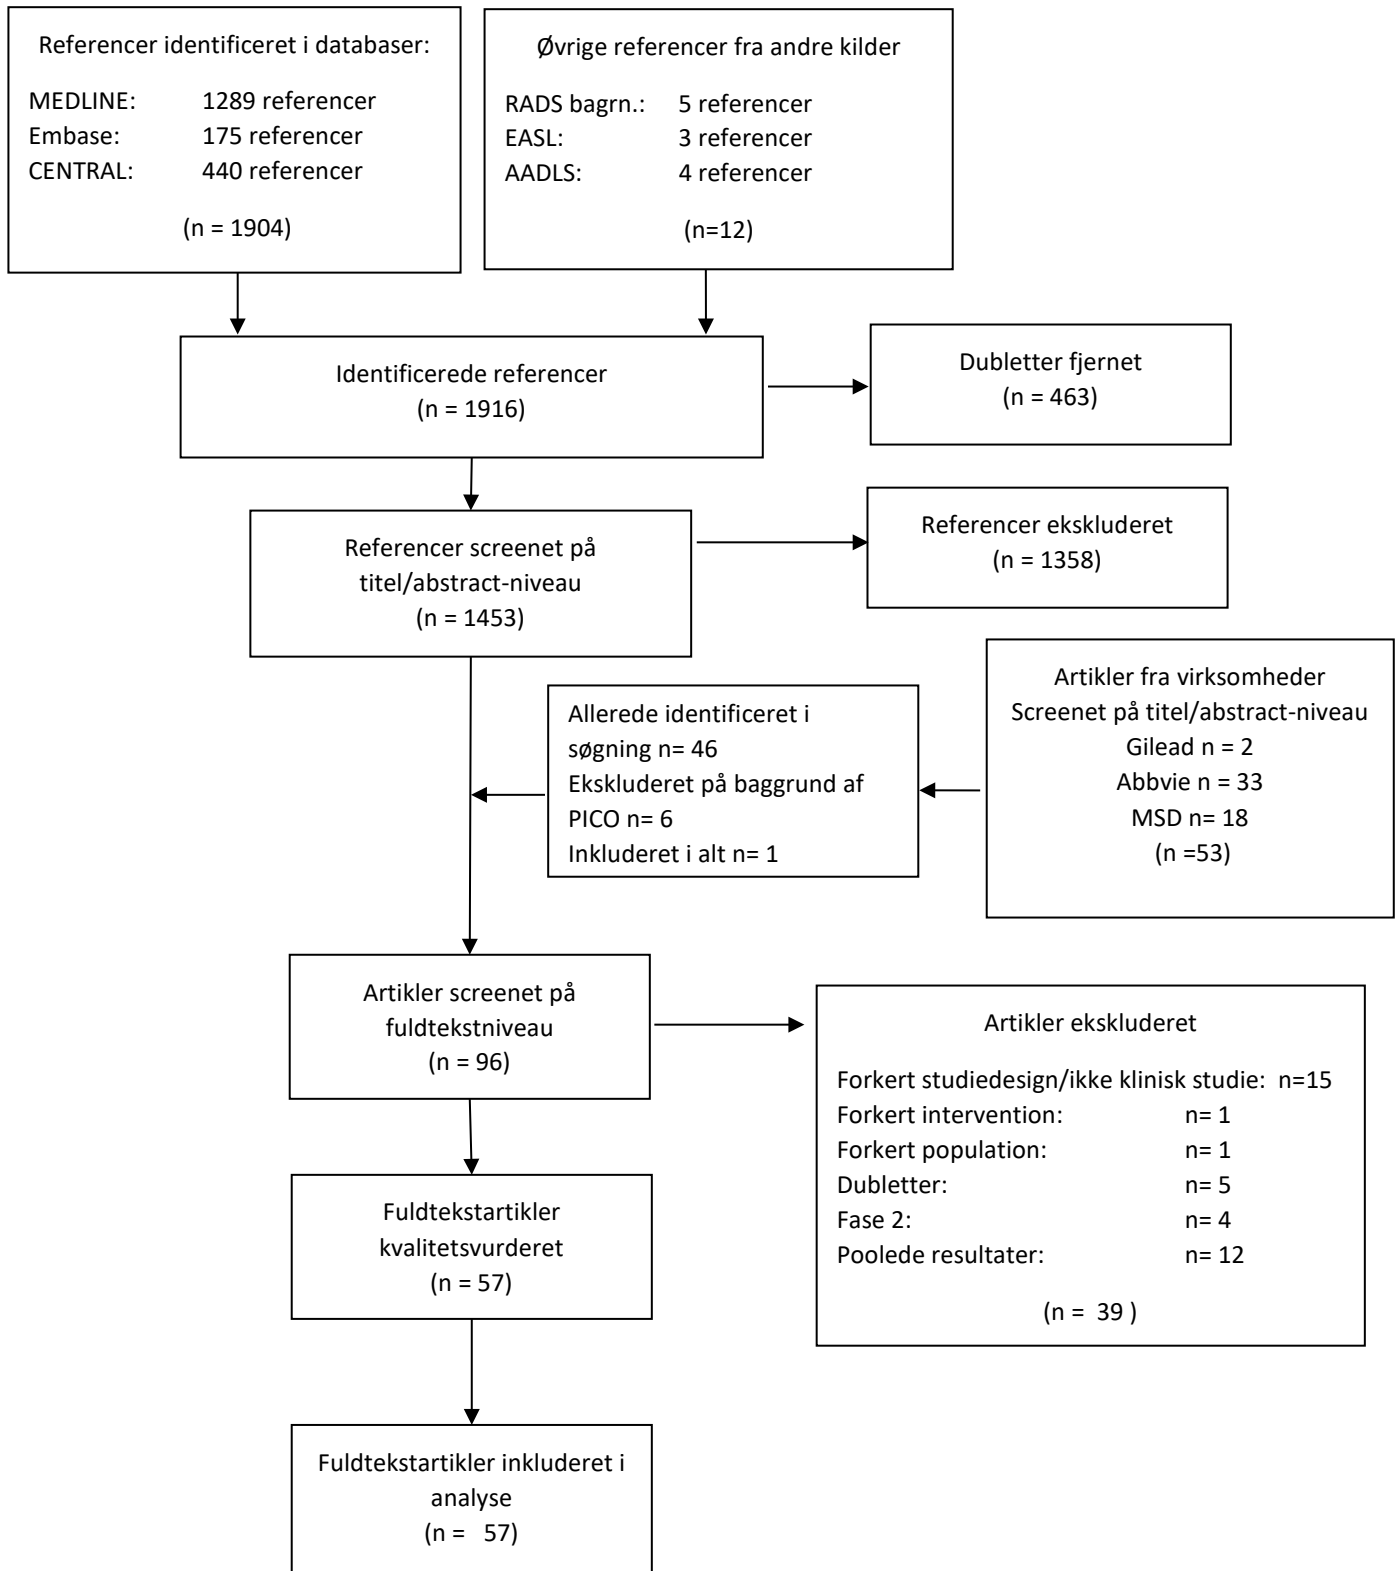 Referencer identificeret i databaser:
MEDLINE: 1289 referencer
Embase: 175 referencer
CENTRAL: 440 referencer
(n = 1904)
Øvrige referencer fra andre kilder
RADS bagrn.: 5 referencer
EASL: 3 referencer
AADLS: 4 referencer
(n=12)
Identificerede referencer
(n = 1916)
Dubletter fjernet
(n = 463)
Referencer screenet på
titel/abstract-niveau
(n = 1453)
Referencer ekskluderet
(n = 1358)
Artikler fra virksomheder
Screenet på titel/abstract-niveau
Gilead n = 2
Abbvie n = 33
MSD n= 18
(n =53)
Allerede identificeret i
søgning n= 46
Ekskluderet på baggrund af
PICO n= 6
Inkluderet i alt n= 1
Artikler screenet på
fuldtekstniveau
(n = 96)
Artikler ekskluderet
Forkert studiedesign/ikke klinisk studie: n=15
Forkert intervention: n= 1
Forkert population: n= 1
Dubletter: n= 5
Fase 2: n= 4
Poolede resultater: n= 12
(n = 39 )
Fuldtekstartikler
kvalitetsvurderet
(n = 57)
Fuldtekstartikler inkluderet i
analyse
(n = 57)